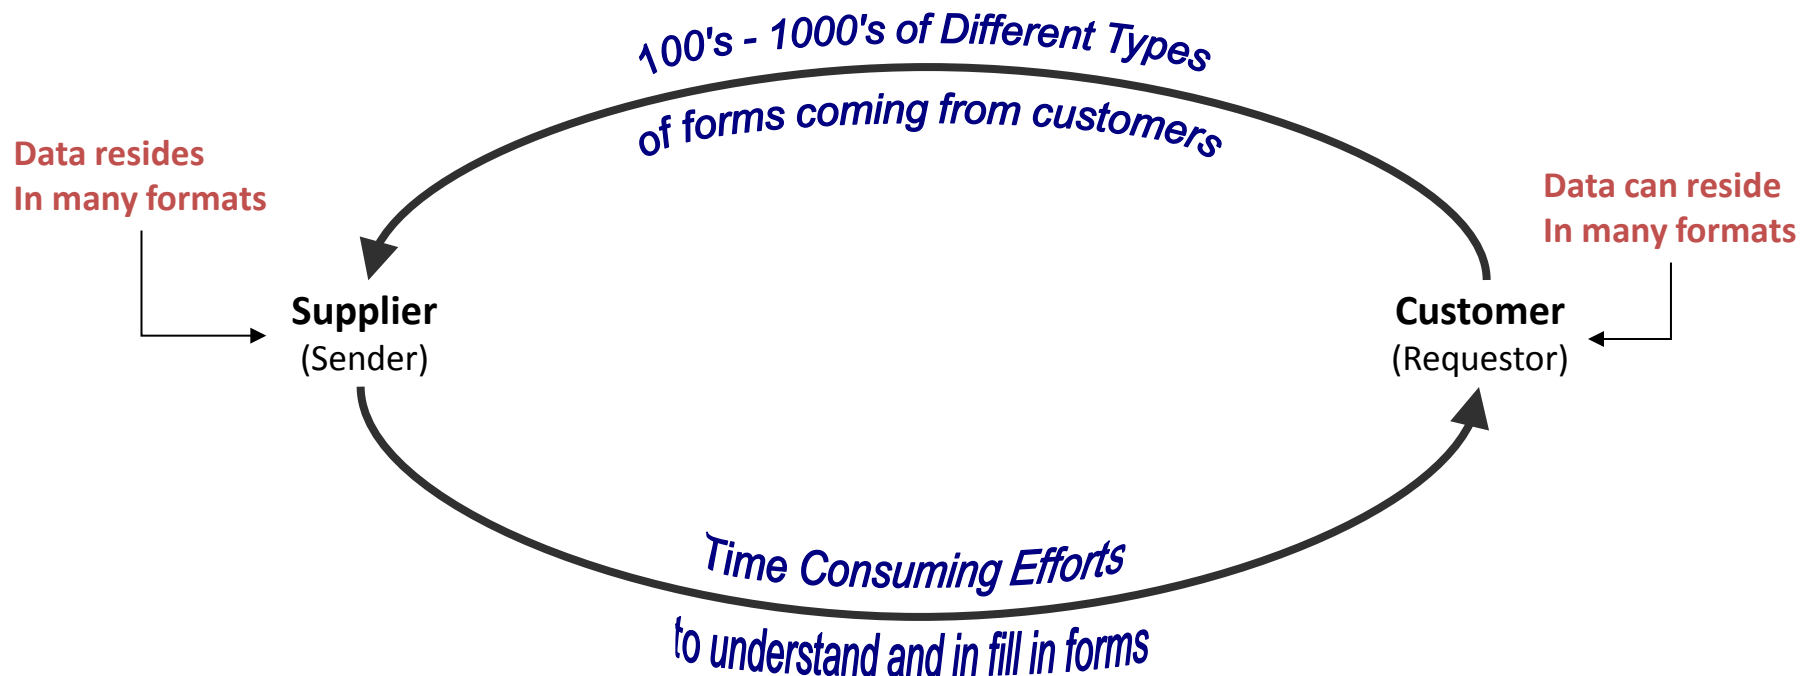 100's - 1000's of Different Types
of forms coming from customers
Data resides
In many formats
Data can reside
In many formats
Supplier
(Sender)
Customer
(Requestor)
Time Consuming Efforts
to understand and in fill in forms